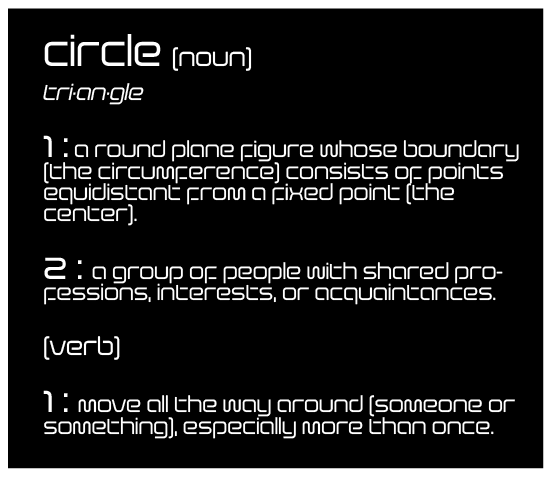 circle (noun)
tri·an·gle
1 : a round plane figure whose boundary
(the circumference) consists of points
equidistant from a fixed point (the
center).
2 : a group of people with shared pro-
fessions, interests, or acquaintances.
(verb)
1 : move all the way around (someone or
something), especially more than once.